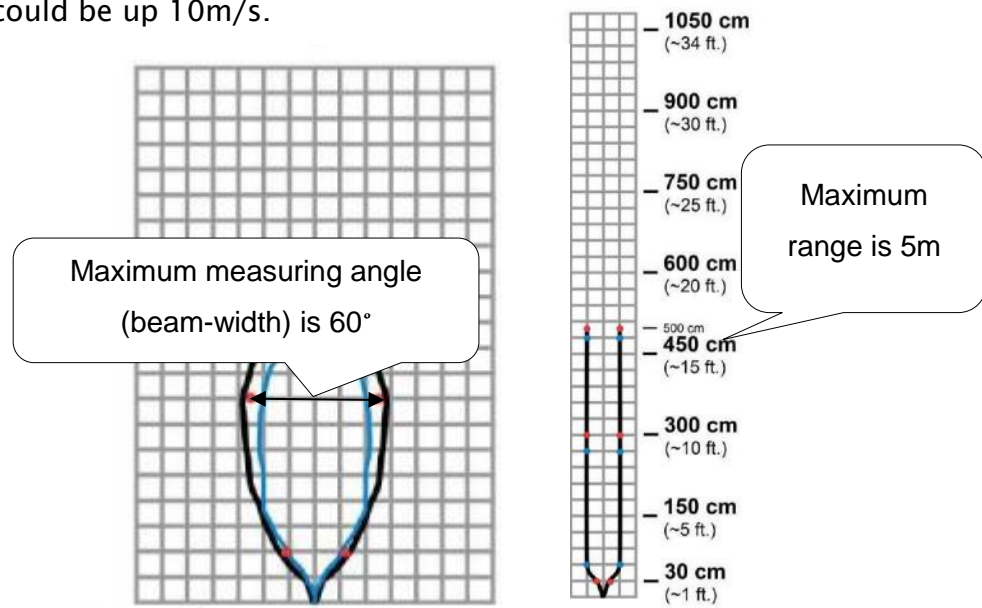 could be up 10m/s.
Maximum measuring angle
(beam-width) is 60°
1050 cm
(~34 ft.)
900 cm
(~30 ft.)
750 cm
(~25 ft.)
600 cm
(~20 ft.)
500 cm
450 cm
(~15 ft.)
300 cm
(~10 ft.)
150 cm
(~5 ft.)
30 cm
(~1 ft.)
Maximum
range is 5m